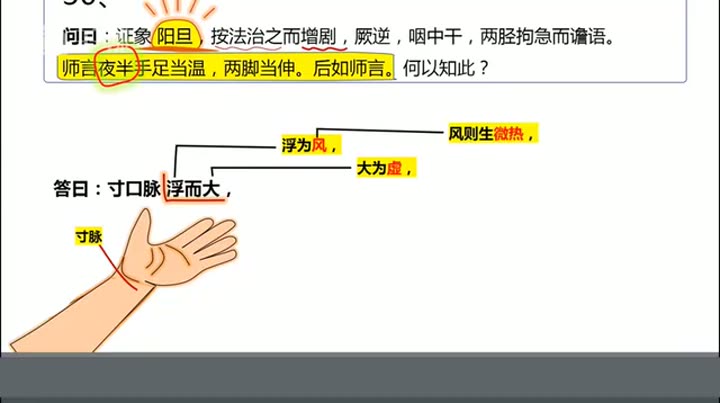 30、
问曰：证象阳旦，按法治之而增剧，厥逆，咽中干，两胫拘急而谵语。
师言夜半手足当温，两脚当伸。后如师言。何以知此？
风则生微热，
浮为风，
大为虚，
答曰：寸口脉浮而大，
寸脉